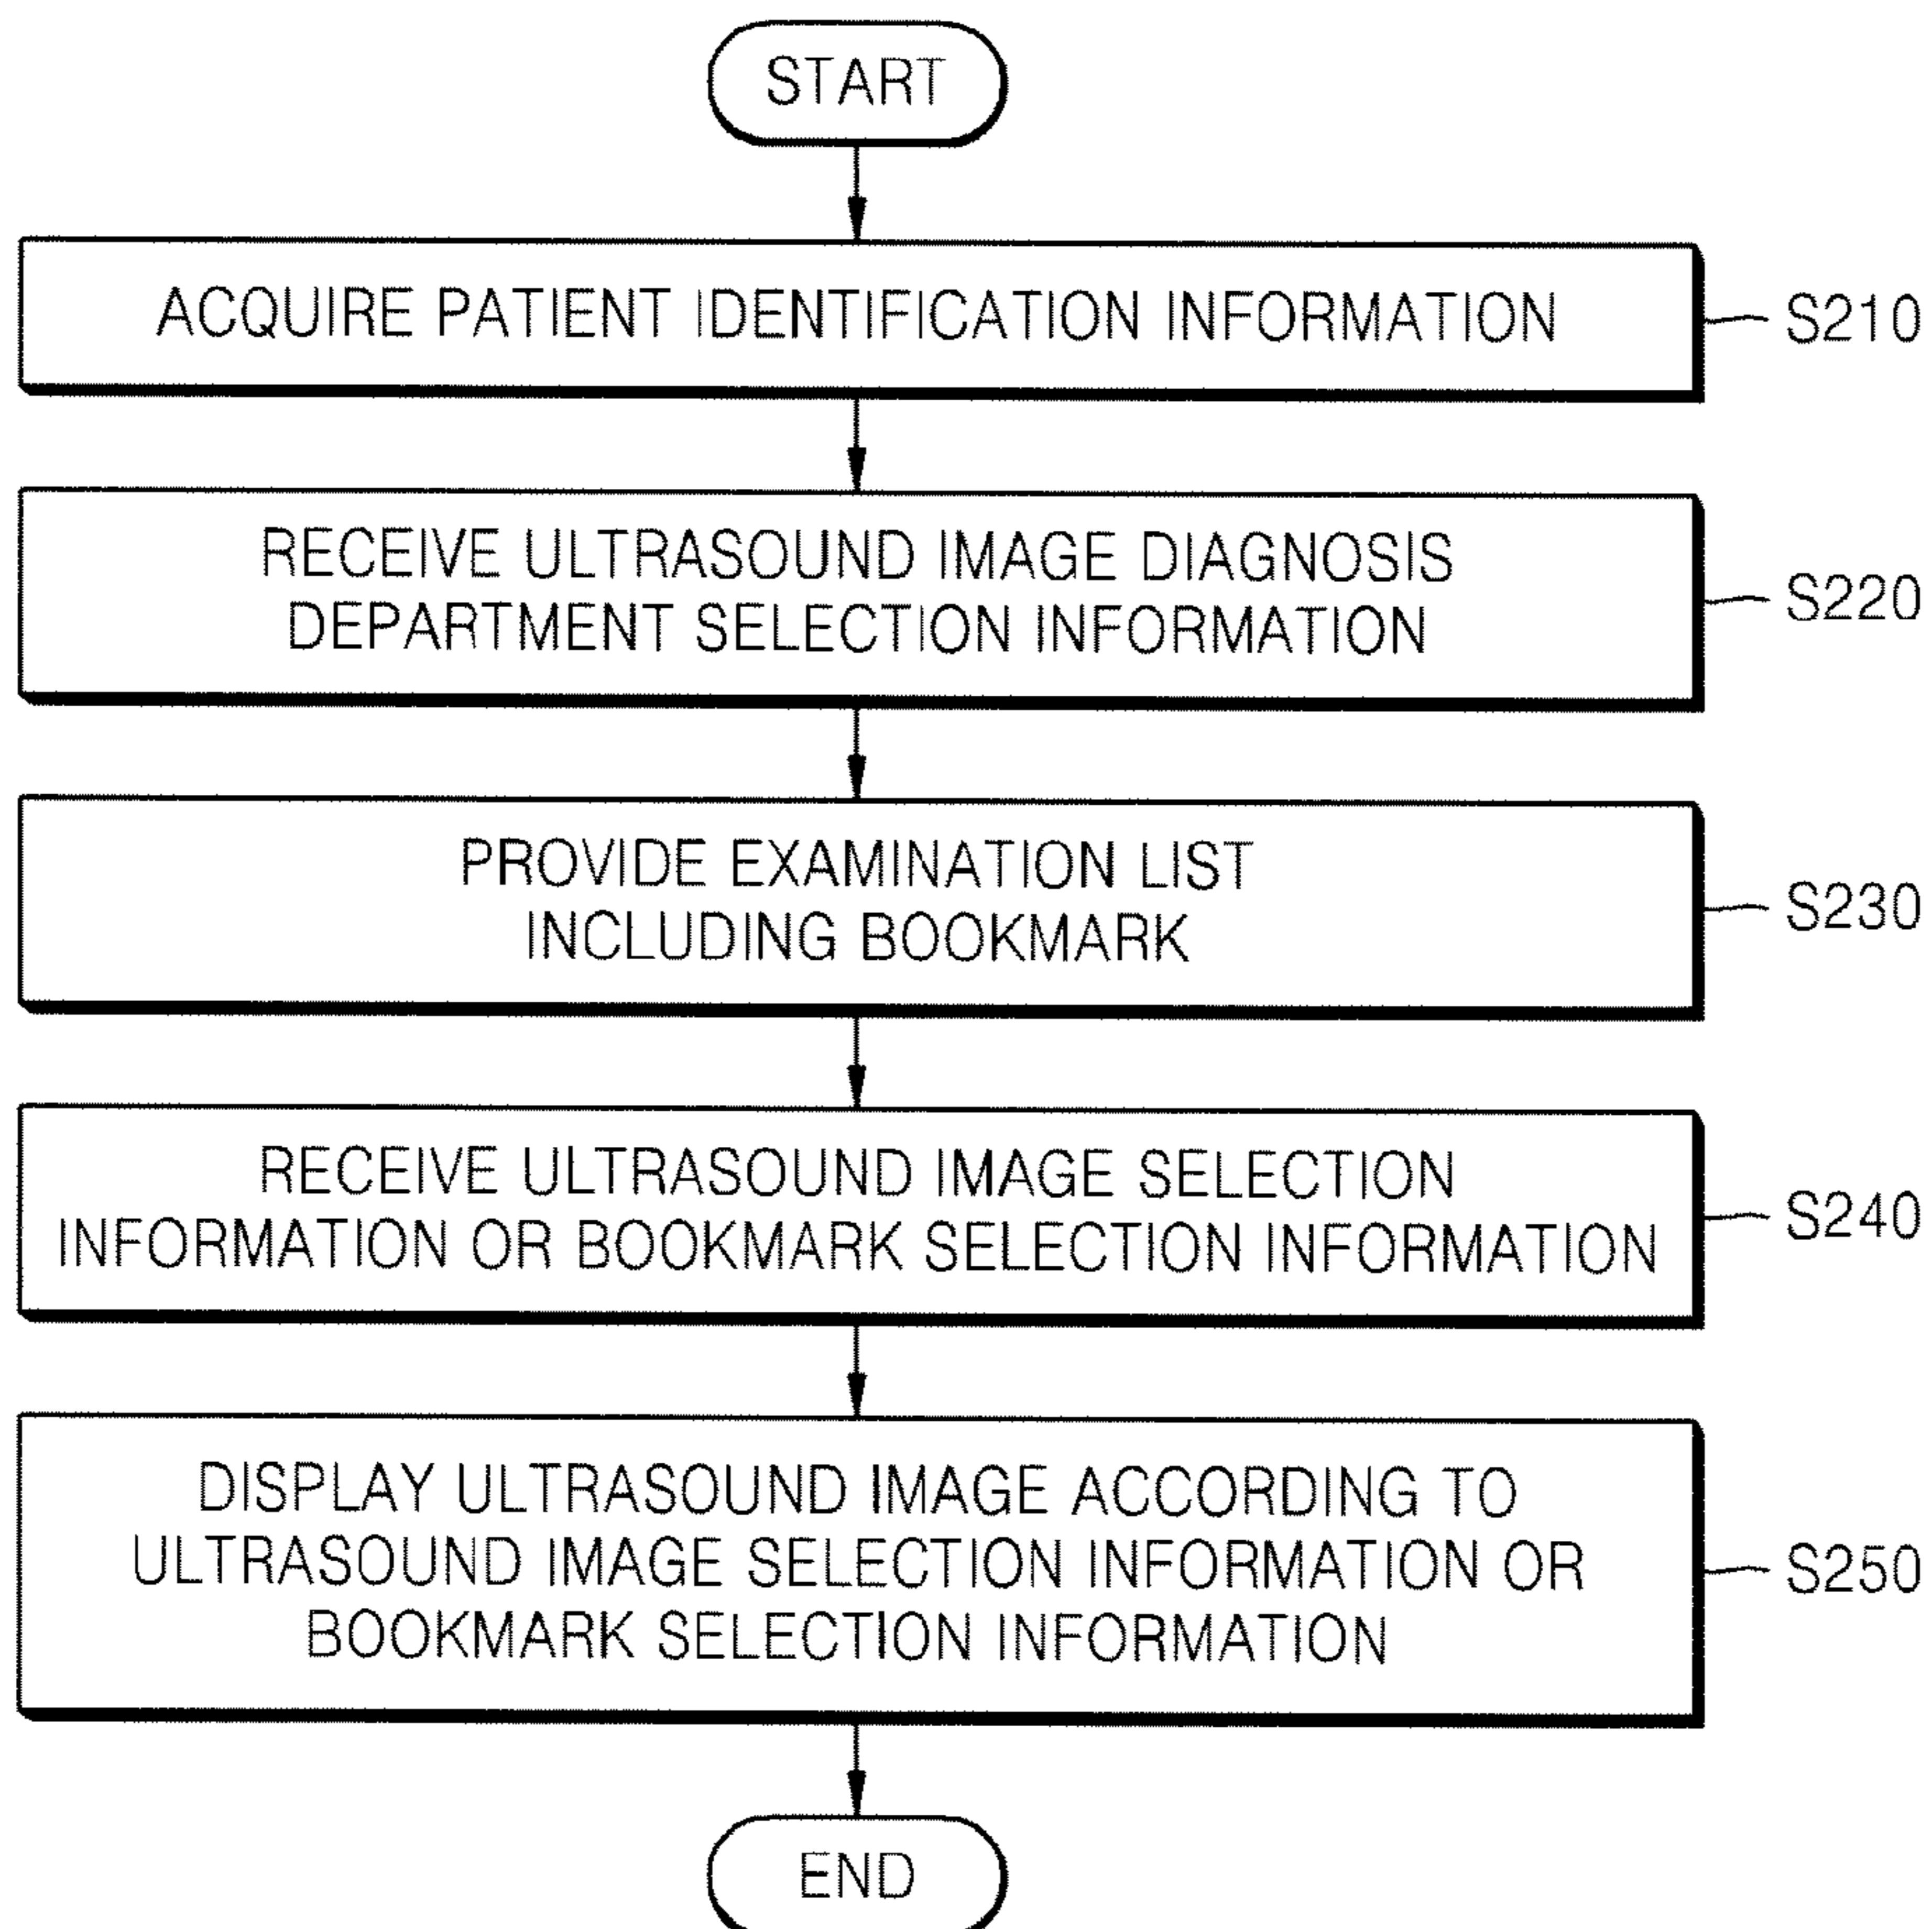 START
ACQUIRE PATIENT IDENTIFICATION INFORMATION
S210
RECEIVE ULTRASOUND IMAGE DIAGNOSIS
DEPARTMENT SELECTION INFORMATION
S220
PROVIDE EXAMINATION LIST
INCLUDING BOOKMARK
S230
RECEIVE ULTRASOUND IMAGE SELECTION
INFORMATION OR BOOKMARK SELECTION INFORMATION
S240
DISPLAY ULTRASOUND IMAGE ACCORDING TO
ULTRASOUND IMAGE SELECTION INFORMATION OR
BOOKMARK SELECTION INFORMATION
S250
END